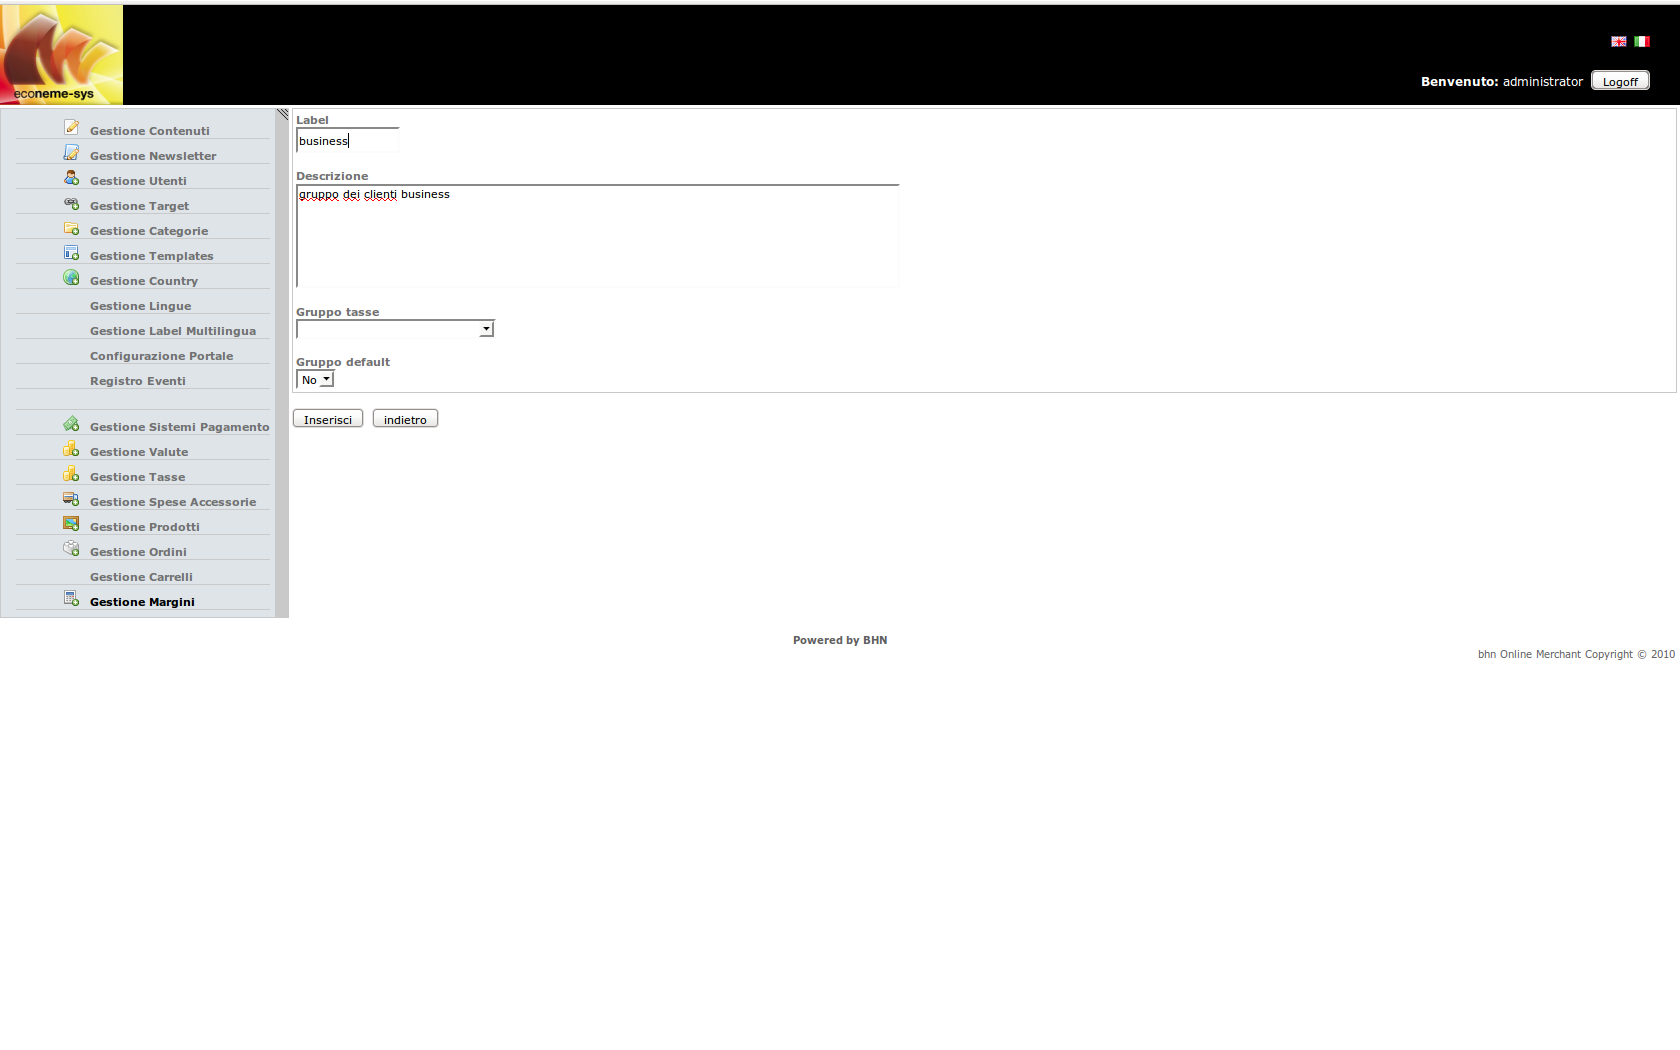 econeme-sys
Benvenuto: administrator Logoff
Gestione Contenuti
Gestione Newsletter
Gestione Utenti
Gestione Target
Gestione Categorie
Gestione Templates
Gestione Country
Gestione Lingue
Gestione Label Multilingua
Configurazione Portale
Registro Eventi
Gestione Sistemi Pagamento
Gestione Valute
Gestione Tasse
Gestione Spese Accessorie
Gestione Prodotti
Gestione Ordini
Gestione Carrelli
Gestione Margini
Label
business
Descrizione
gruppo dei clienti business
Gruppo tasse
Gruppo default
No
Inserisci indietro
Powered by BHN
bhn Online Merchant Copyright © 2010